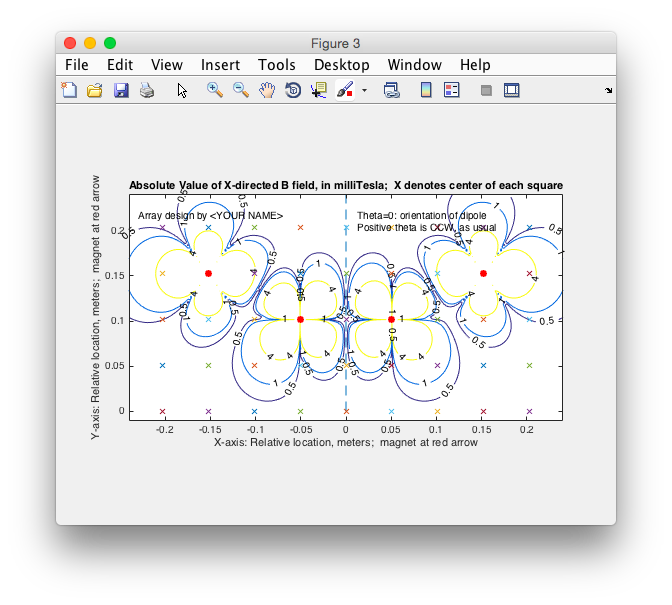 Figure 3
File Edit View Insert Tools Desktop Window Help
Absolute Value of X-directed B field, in milliTesla; X denotes center of each square
Array design by <YOUR NAME>
Theta=0: orientation of dipole
Positive theta is CCW, as usual
Y-axis: Relative location, meters; magnet at red arrow
0.2
0.15
0.1
0.05
0
-0.2 -0.15 -0.1 -0.05 0 0.05 0.1 0.15 0.2
X-axis: Relative location, meters; magnet at red arrow